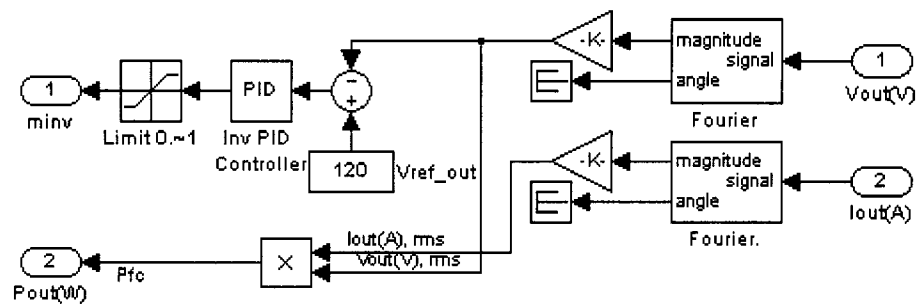 1
minv
Limit 0.~1
PID
Inv PID
Controller
-
+
120
Vref_out
-K-
magnitude
signal
angle
Fourier
1
Vout(V)
-K-
magnitude
signal
angle
Fourier.
2
Iout(A)
Iout(A), rms
Vout(V), rms
×
Pfc
2
Pout(W)